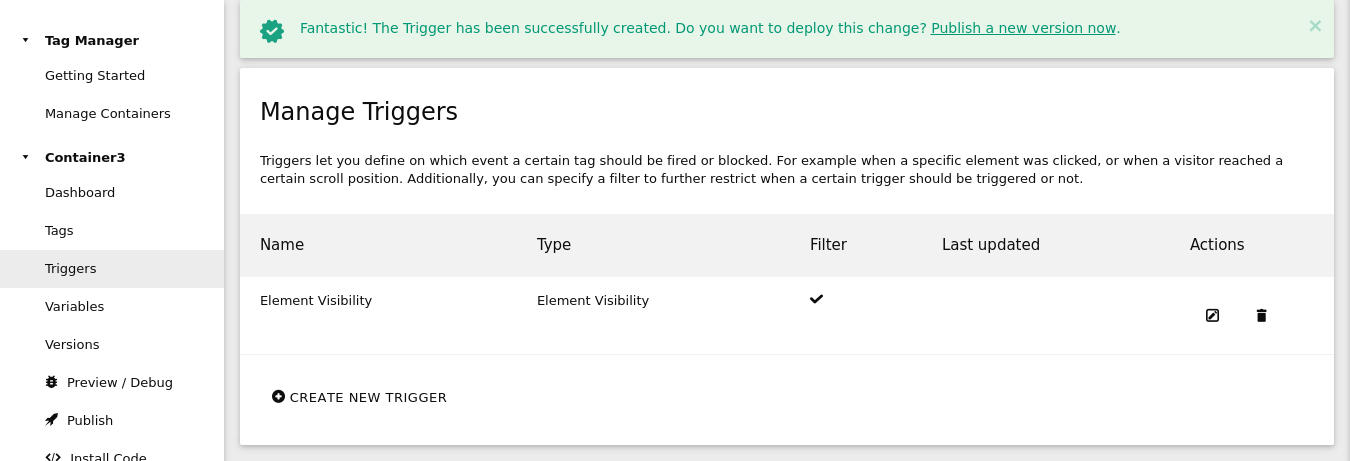 Tag Manager
Getting Started
Manage Containers
Container3
Dashboard
Tags
Triggers
Variables
Versions
Preview / Debug
Publish
Install Code
Fantastic! The Trigger has been successfully created. Do you want to deploy this change? Publish a new version now.
Manage Triggers
Triggers let you define on which event a certain tag should be fired or blocked. For example when a specific element was clicked, or when a visitor reached a
certain scroll position. Additionally, you can specify a filter to further restrict when a certain trigger should be triggered or not.
Name Type Filter Last updated Actions
Element Visibility Element Visibility
CREATE NEW TRIGGER